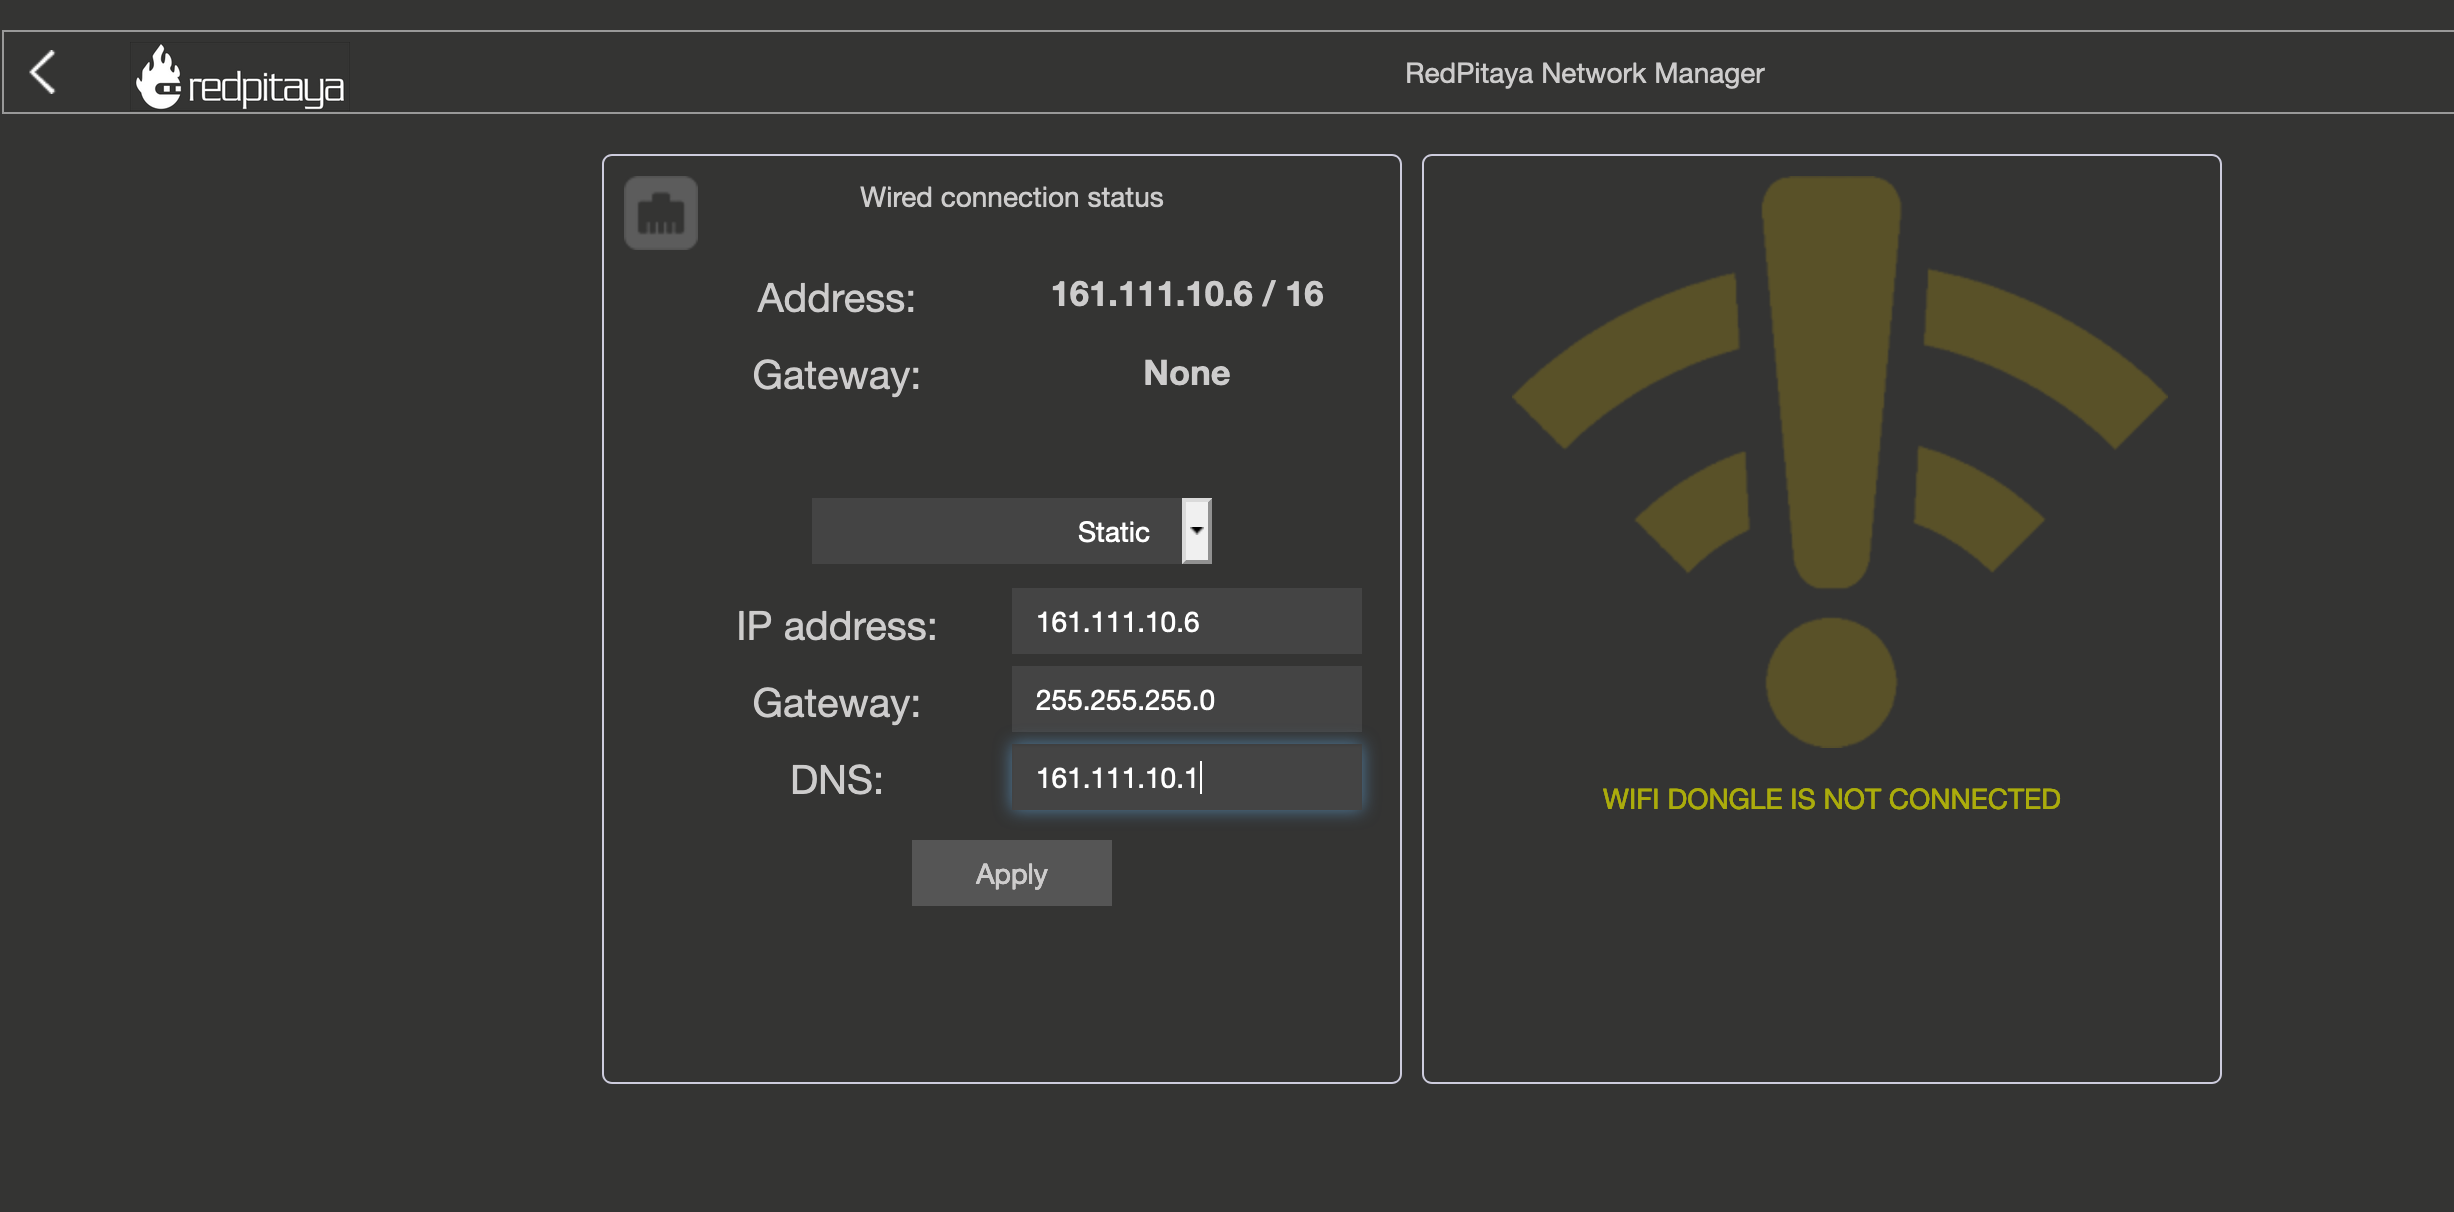 redpitaya
RedPitaya Network Manager
Wired connection status
Address: 161.111.10.6 / 16
Gateway: None
Static
IP address: 161.111.10.6
Gateway: 255.255.255.0
DNS: 161.111.10.1
Apply
WIFI DONGLE IS NOT CONNECTED